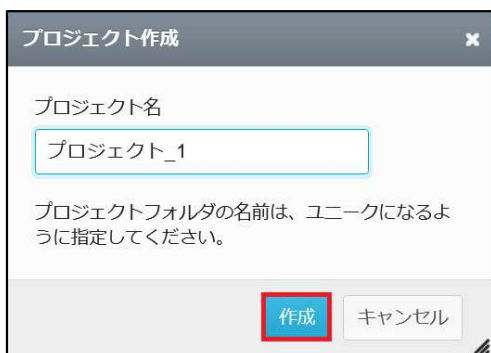 プロジェクト作成
プロジェクト名
プロジェクト_1
プロジェクトフォルダの名前は、ユニークになるよ
うに指定してください。
作成
キャンセル